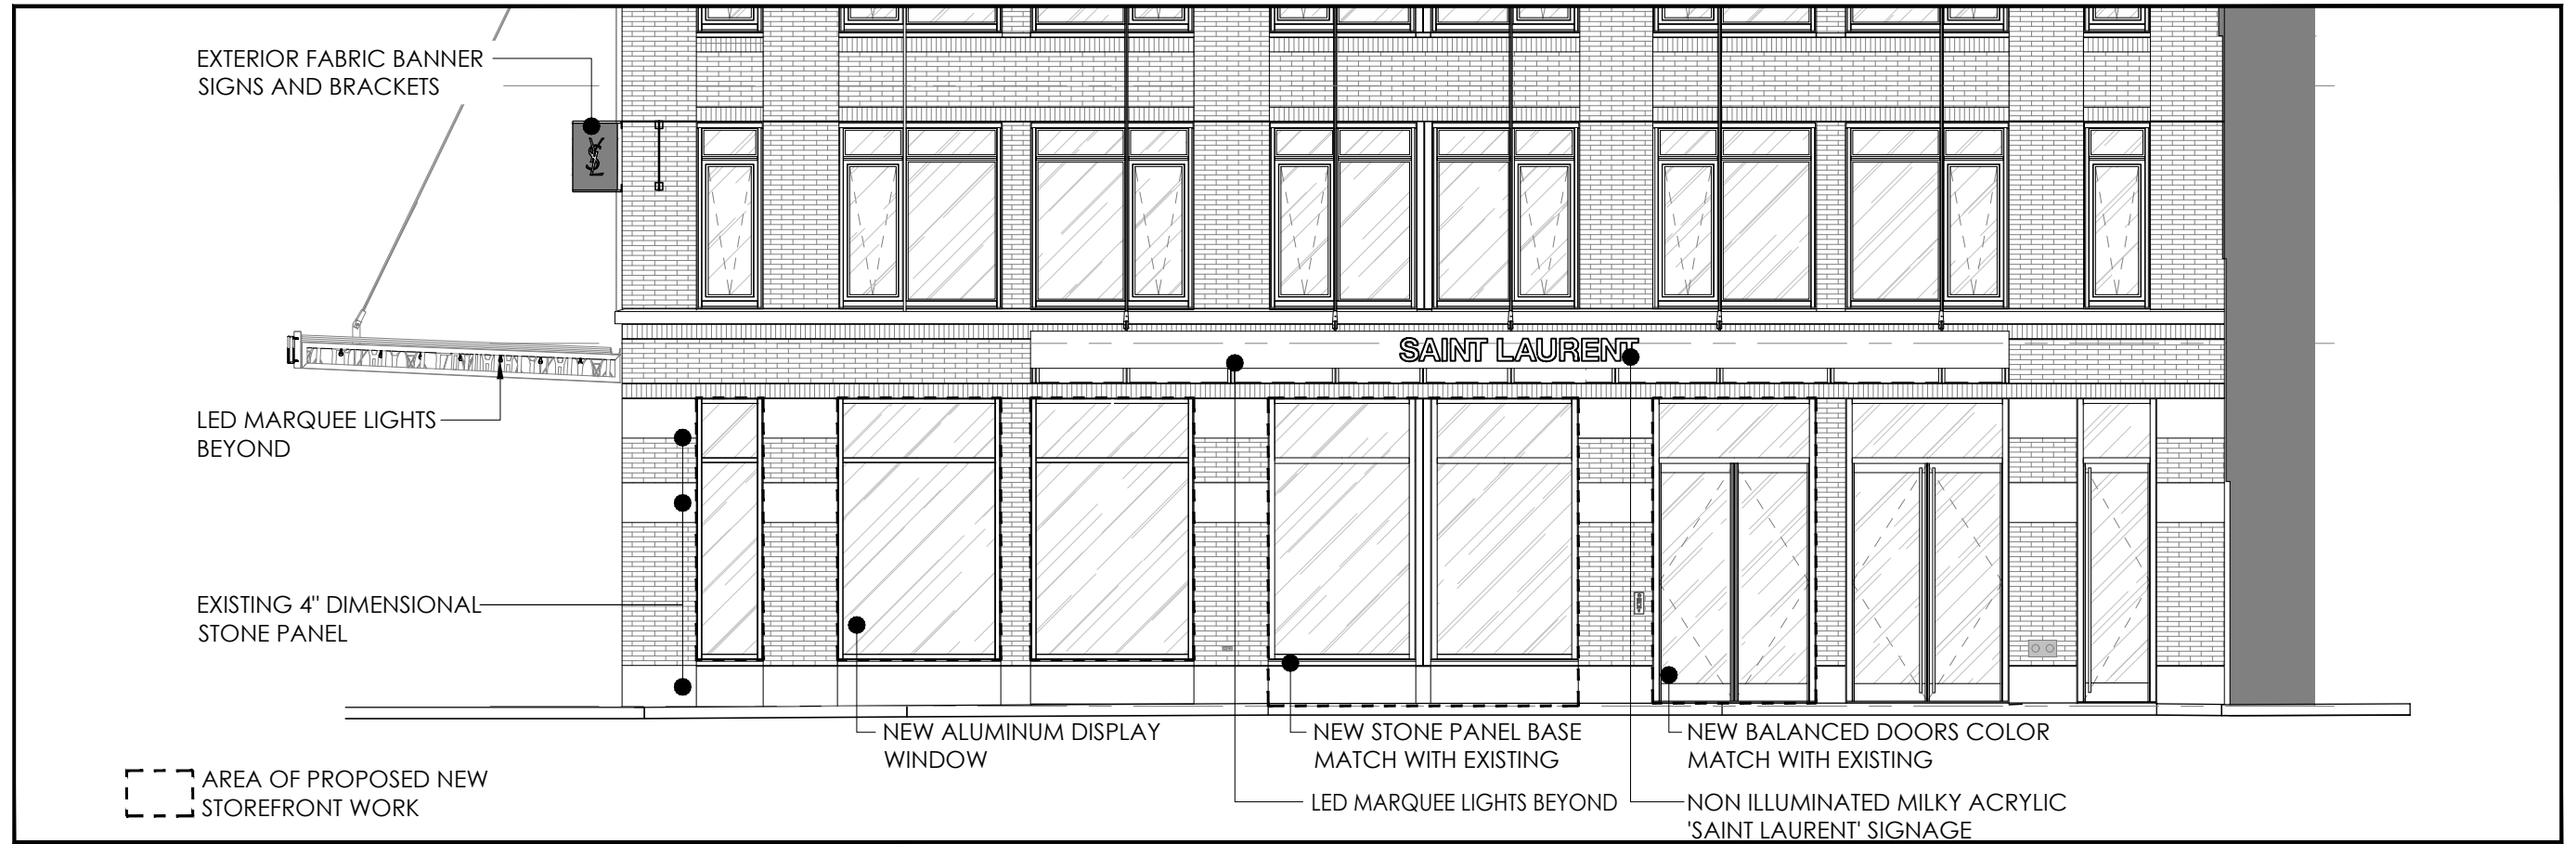 EXTERIOR FABRIC BANNER
SIGNS AND BRACKETS
YSL
SAINT LAURENT
LED MARQUEE LIGHTS
BEYOND
EXISTING 4" DIMENSIONAL
STONE PANEL
NEW ALUMINUM DISPLAY
WINDOW
NEW STONE PANEL BASE
MATCH WITH EXISTING
NEW BALANCED DOORS COLOR
MATCH WITH EXISTING
AREA OF PROPOSED NEW
STOREFRONT WORK
LED MARQUEE LIGHTS BEYOND
NON ILLUMINATED MILKY ACRYLIC
'SAINT LAURENT' SIGNAGE